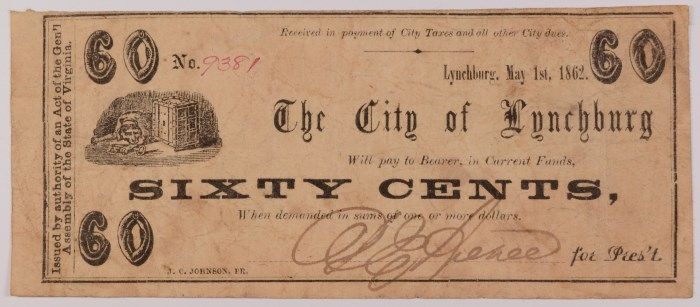 Issued by authority of an Act of the Gen'l
Assembly of the State of Virginia.
60
No. 9381
Received in payment of City Taxes and all other City dues.
60
Lynchburg, May 1st, 1862.
The City of Lynchburg
Will pay to Bearer, in Current Funds,
SIXTY CENTS,
60
When demanded in sums of one or more dollars.
for Pres't.
J. C. JOHNSON, PR.